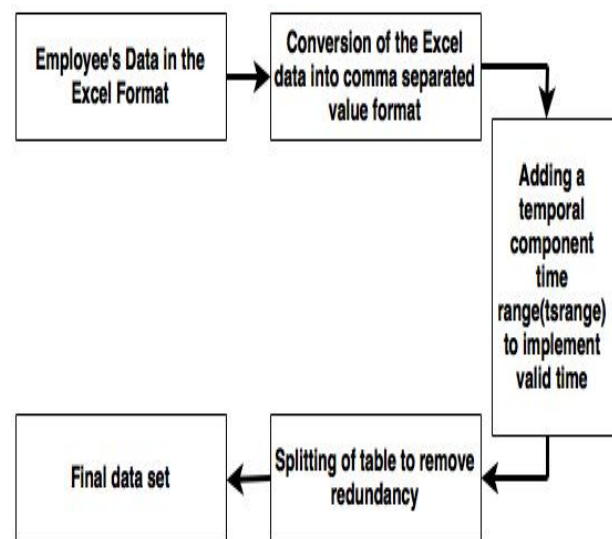 Employee's Data in the
Excel Format
Conversion of the Excel
data into comma separated
value format
Adding a
temporal
component
time
range(tsrange)
to implement
valid time
Splitting of table to remove
redundancy
Final data set